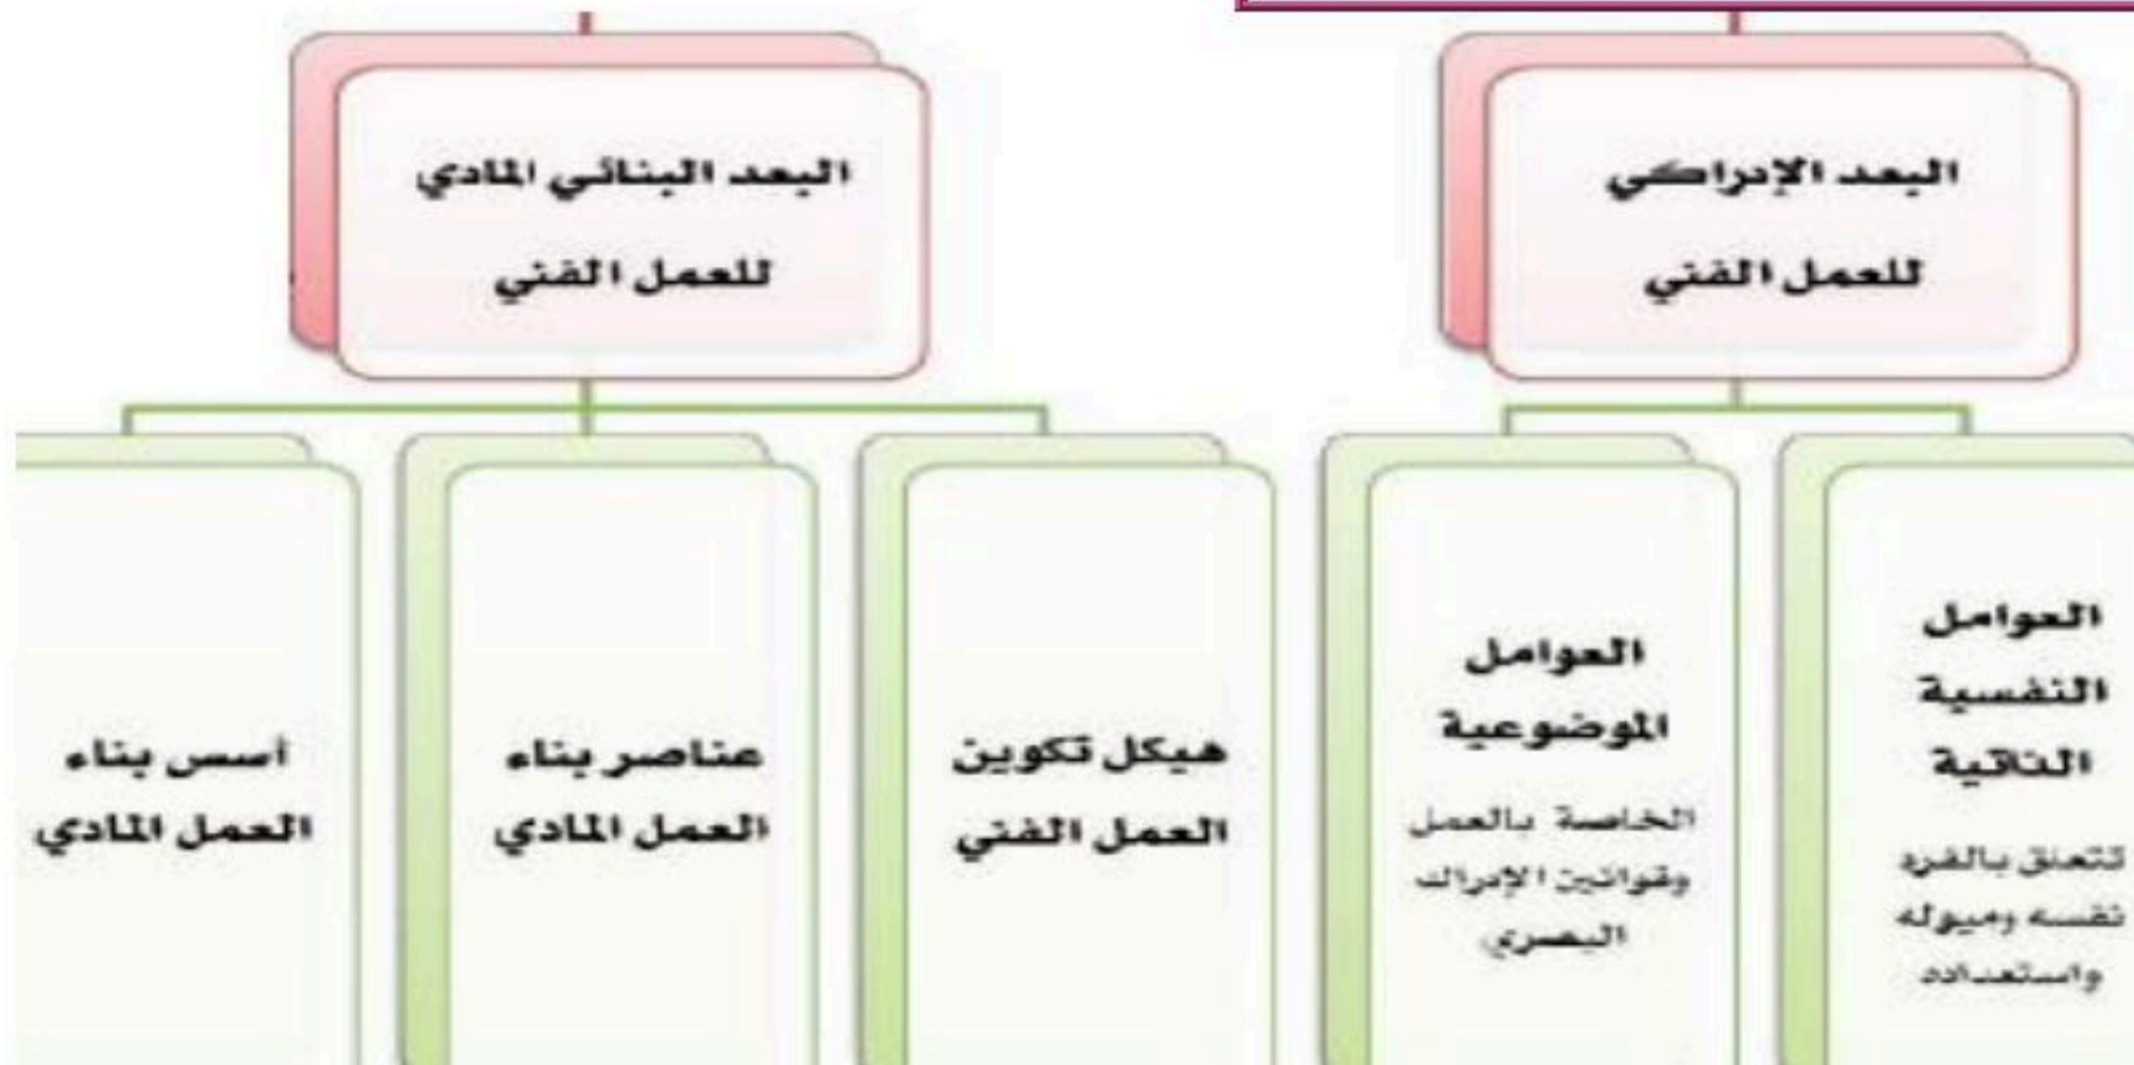 البعد الإدراكي
للعمل الفني
البعد البنائي المادي
للعمل الفني
العوامل
النفسية
الذاتية
تتعلق بالفرد
نفسه وميوله
واستعداده
العوامل
الموضوعية
الخاصة بالعمل
وقوانين الإدراك
البصري
هيكل تكوين
العمل الفني
عناصر بناء
العمل المادي
أسس بناء
العمل المادي